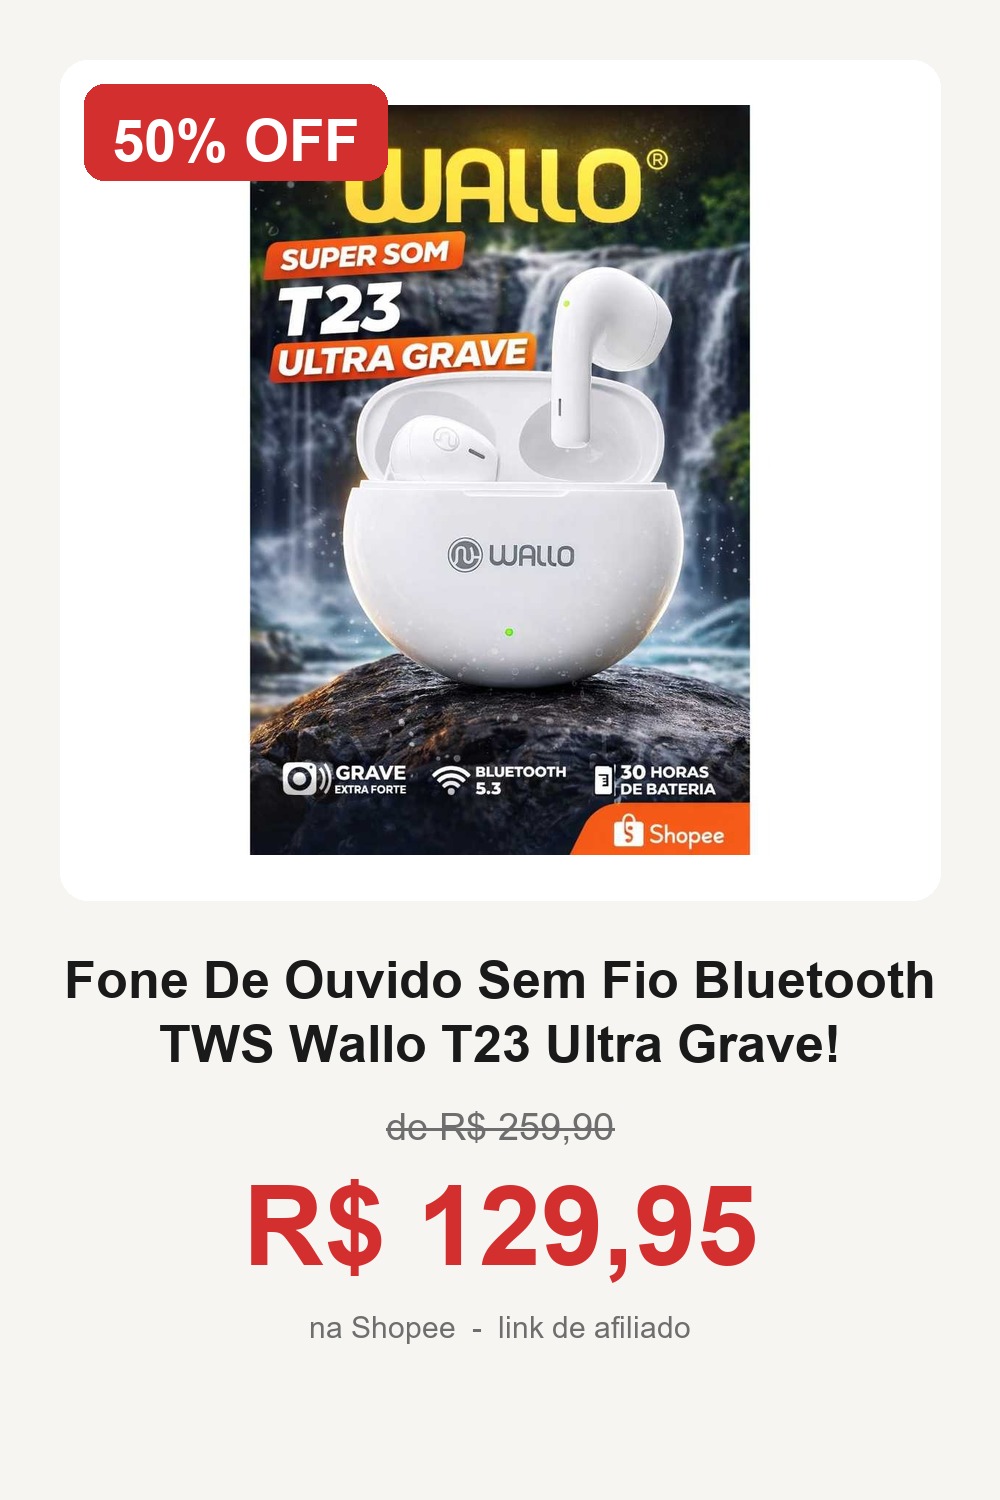 50% OFF
WALLO®
SUPER SOM
T23
ULTRA GRAVE
WALLO
GRAVE
EXTRA FORTE
BLUETOOTH
5.3
30 HORAS
DE BATERIA
Shopee
Fone De Ouvido Sem Fio Bluetooth
TWS Wallo T23 Ultra Grave!
de R$ 259,90
R$ 129,95
na Shopee - link de afiliado